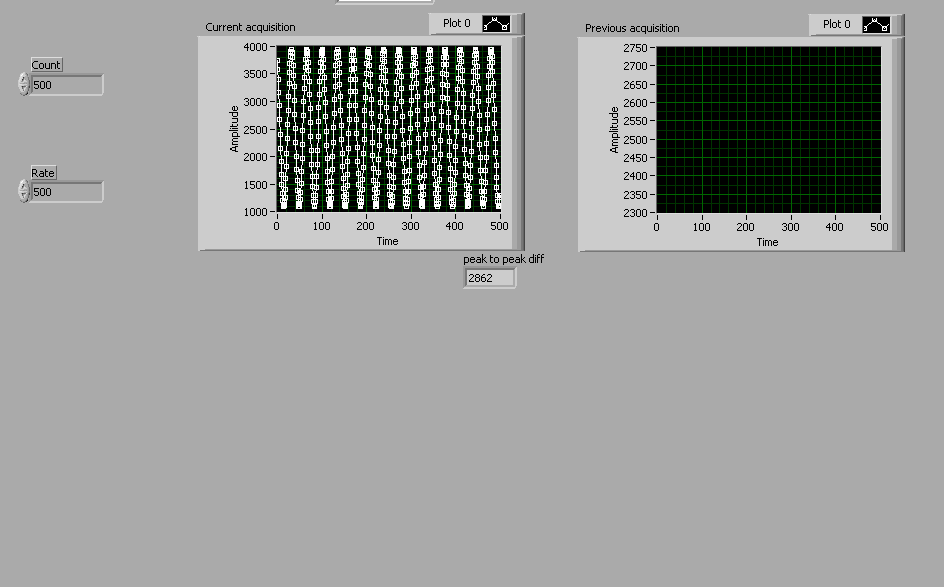 Current acquisition
Plot 0
Previous acquisition
Plot 0
Count
500
Rate
500
4000
3500
3000
2500
2000
1500
1000
Amplitude
0 100 200 300 400 500
Time
2750
2700
2650
2600
2550
2500
2450
2400
2350
2300
Amplitude
0 100 200 300 400 500
Time
peak to peak diff
2862